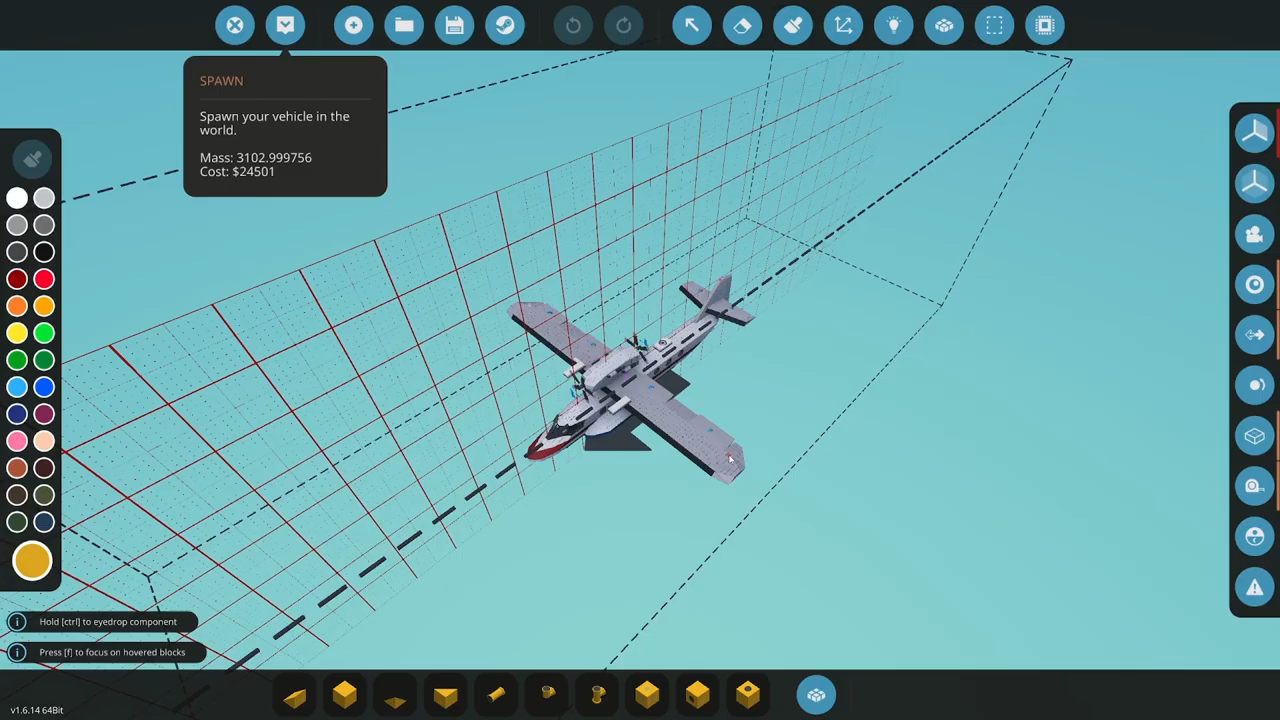 SPAWN
Spawn your vehicle in the
world.
Mass: 3102.999756
Cost: $24501
Hold [ctrl] to eyedrop component
Press [f] to focus on hovered blocks
v1.6.14 64Bit